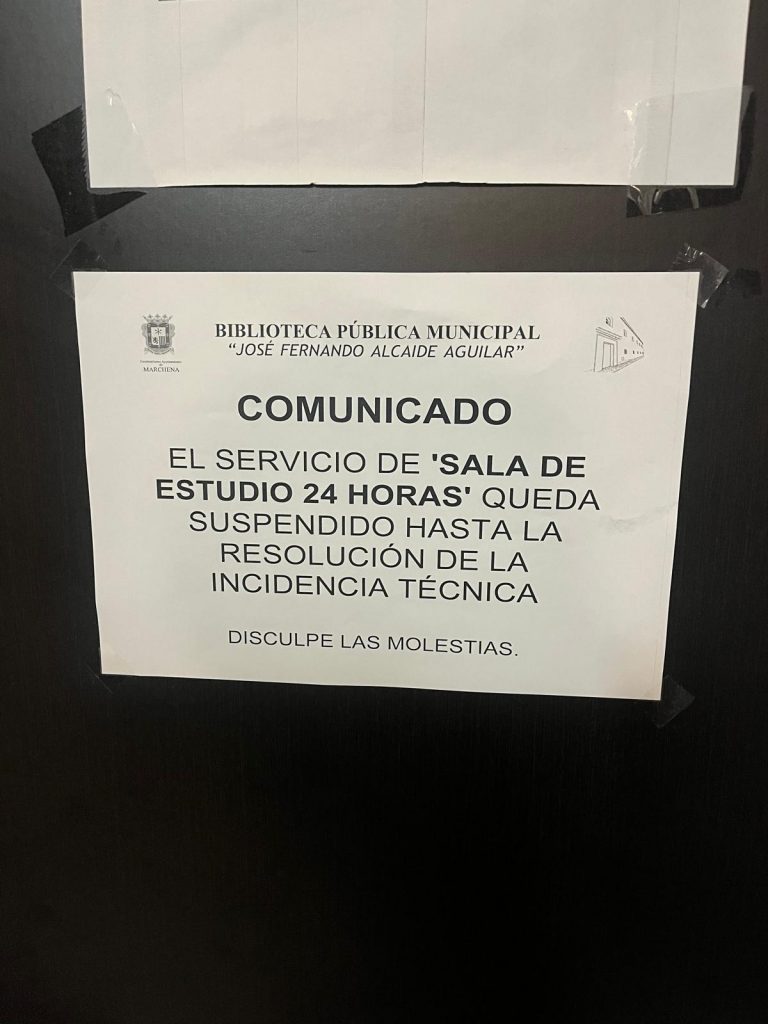 BIBLIOTECA PÚBLICA MUNICIPAL
“JOSÉ FERNANDO ALCAIDE AGUILAR”
MARCHENA
COMUNICADO
EL SERVICIO DE 'SALA DE
ESTUDIO 24 HORAS' QUEDA
SUSPENDIDO HASTA LA
RESOLUCIÓN DE LA
INCIDENCIA TÉCNICA
DISCULPE LAS MOLESTIAS.